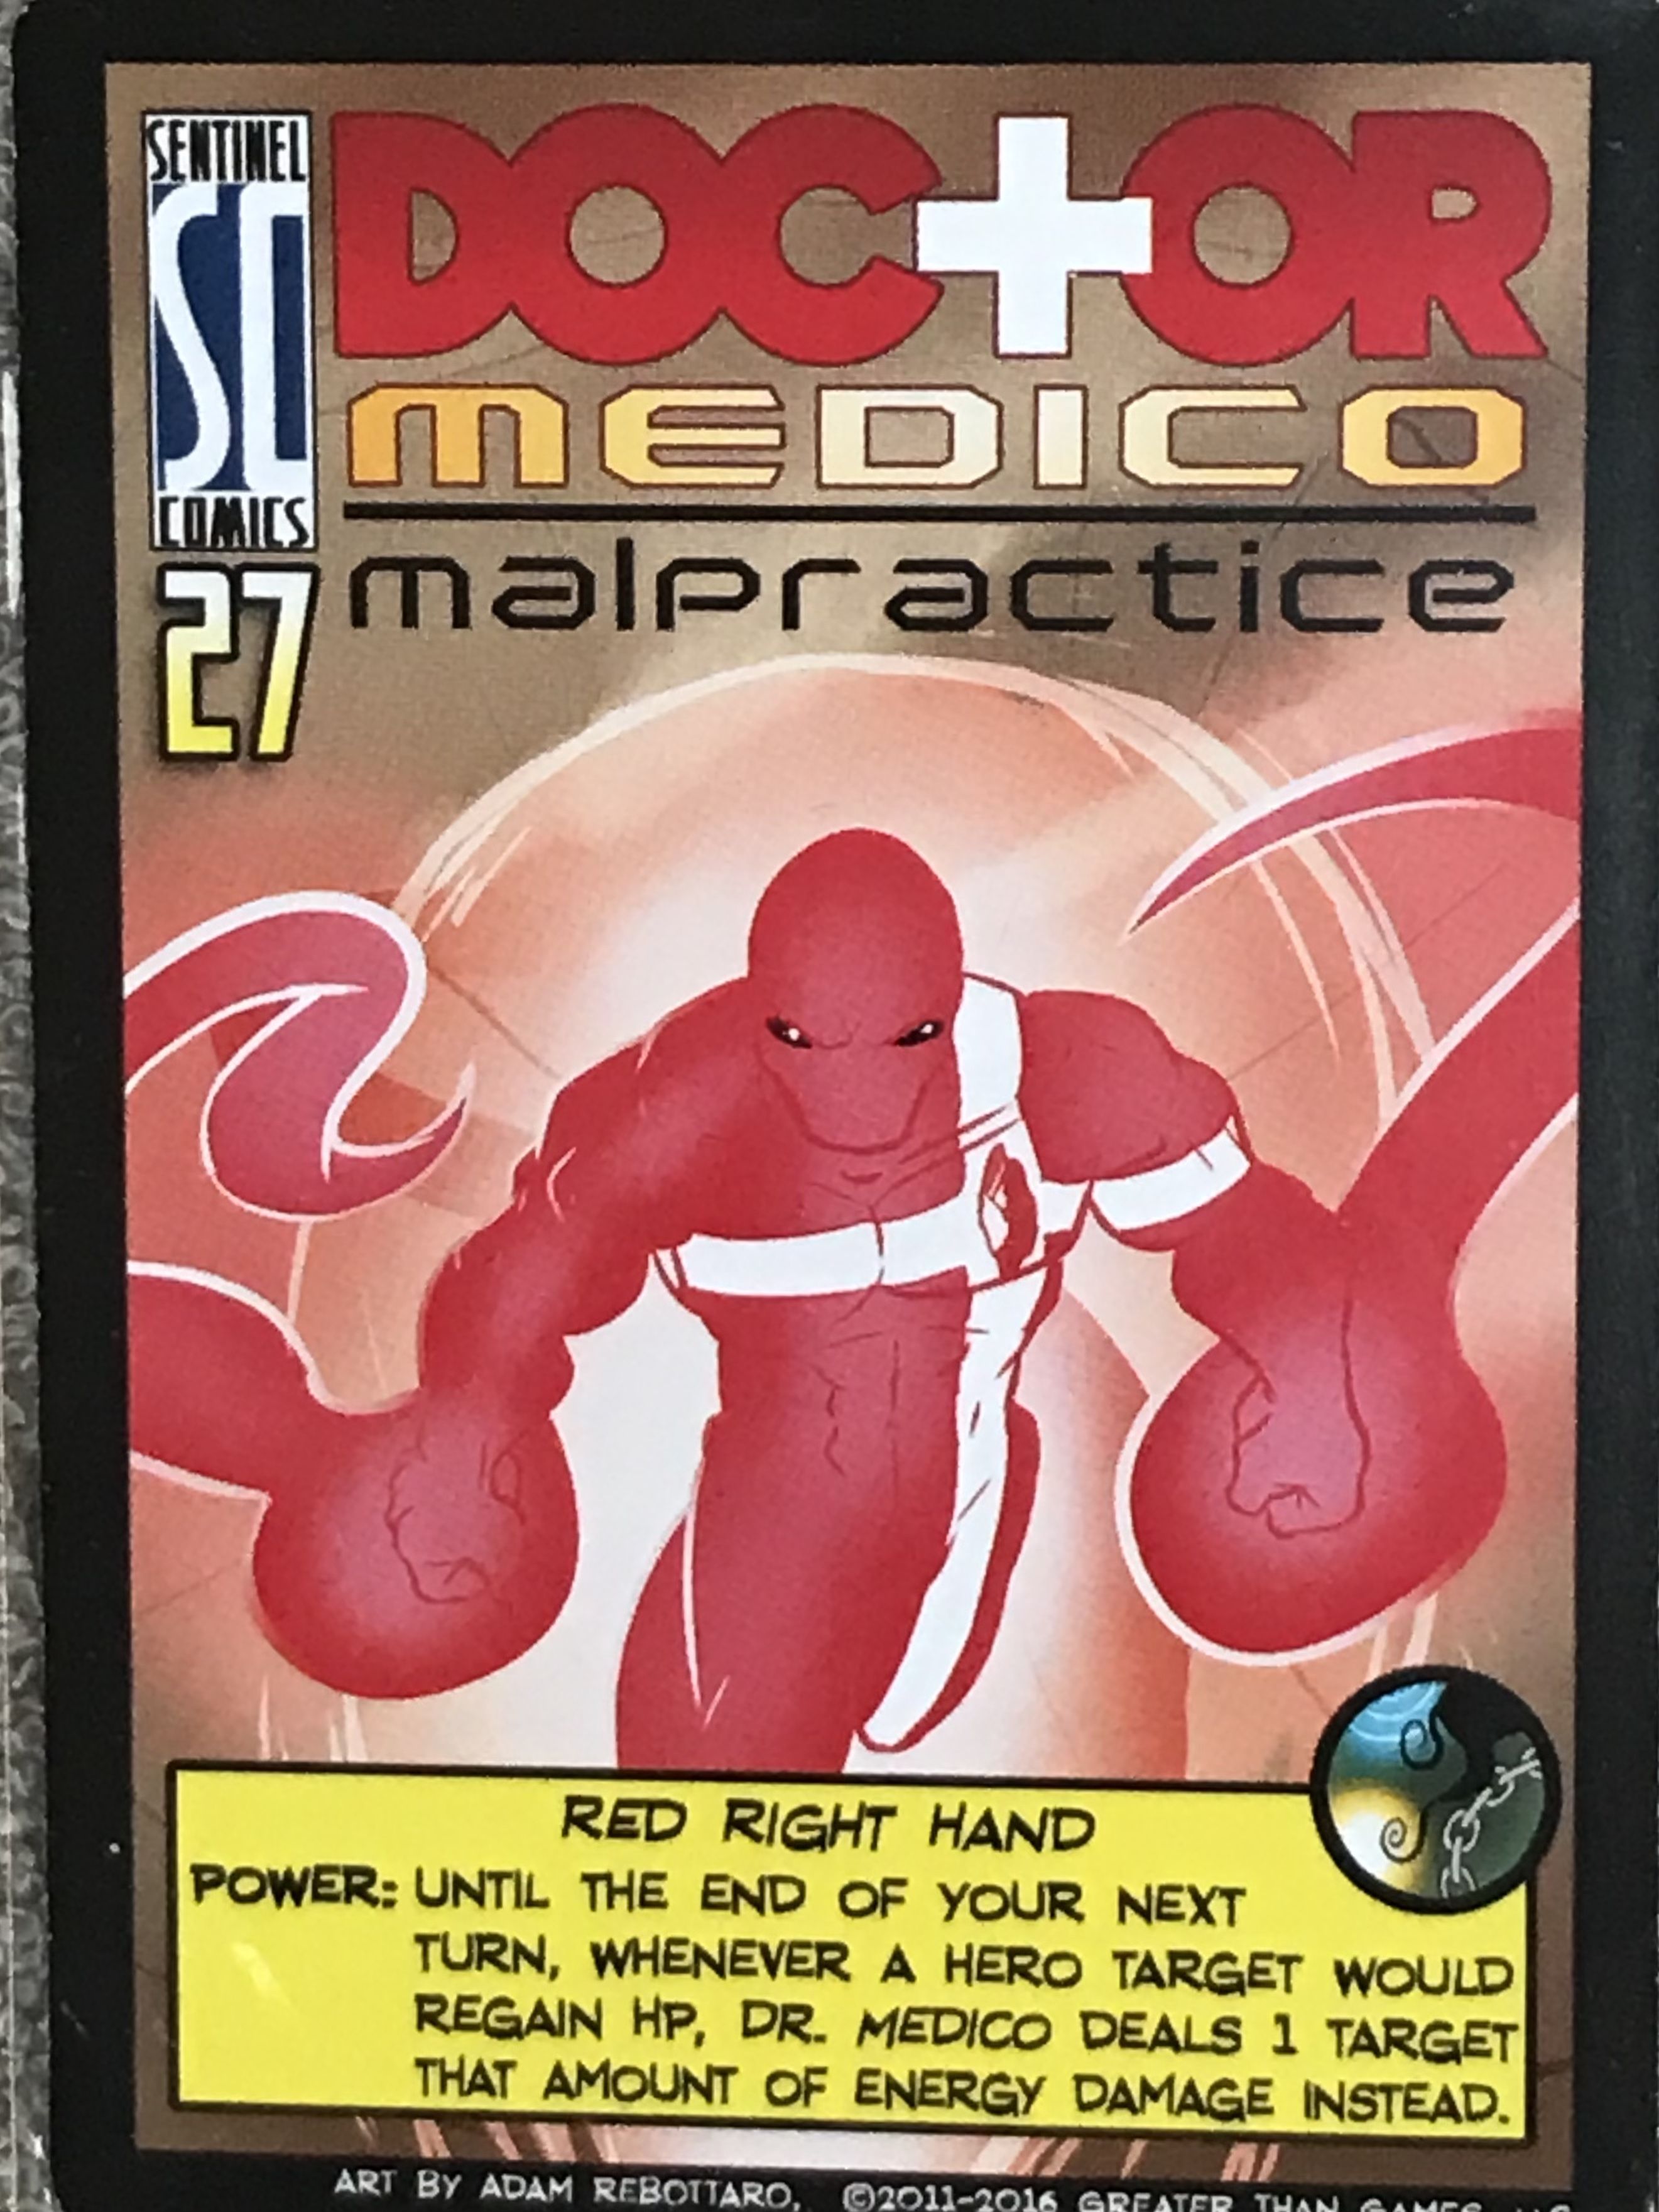 SENTINEL
SC
COMICS
27
DOCTOR
MEDICO
malpractice
RED RIGHT HAND
POWER: UNTIL THE END OF YOUR NEXT
TURN, WHENEVER A HERO TARGET WOULD
REGAIN HP, DR. MEDICO DEALS 1 TARGET
THAT AMOUNT OF ENERGY DAMAGE INSTEAD.
ART BY ADAM REBOTTARO, ©2011-2016 GREATER THAN GAMES,